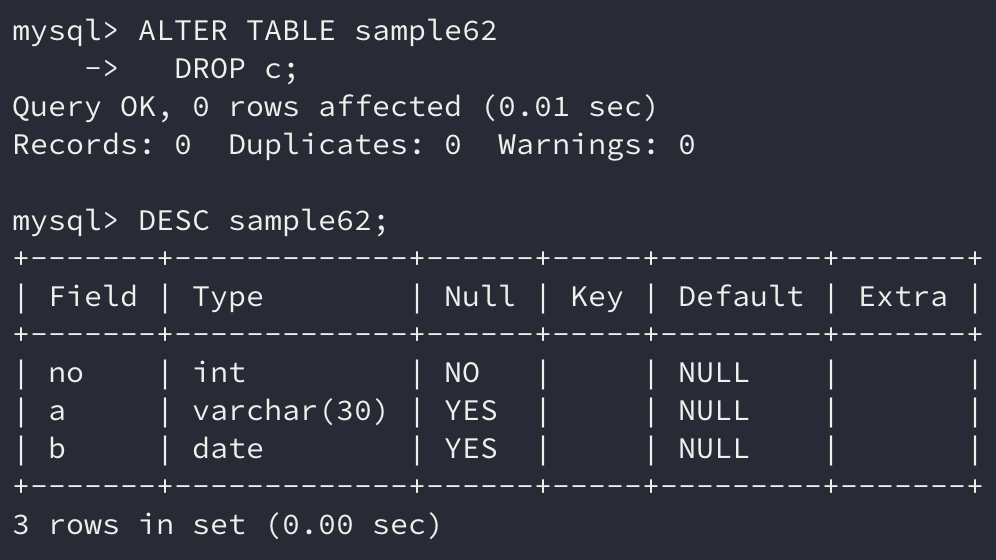 mysql> ALTER TABLE sample62
    ->   DROP c;
Query OK, 0 rows affected (0.01 sec)
Records: 0  Duplicates: 0  Warnings: 0

mysql> DESC sample62;
+-------+-------------+------+-----+---------+-------+
| Field | Type        | Null | Key | Default | Extra |
+-------+-------------+------+-----+---------+-------+
| no    | int         | NO   |     | NULL    |       |
| a     | varchar(30) | YES  |     | NULL    |       |
| b     | date        | YES  |     | NULL    |       |
+-------+-------------+------+-----+---------+-------+
3 rows in set (0.00 sec)